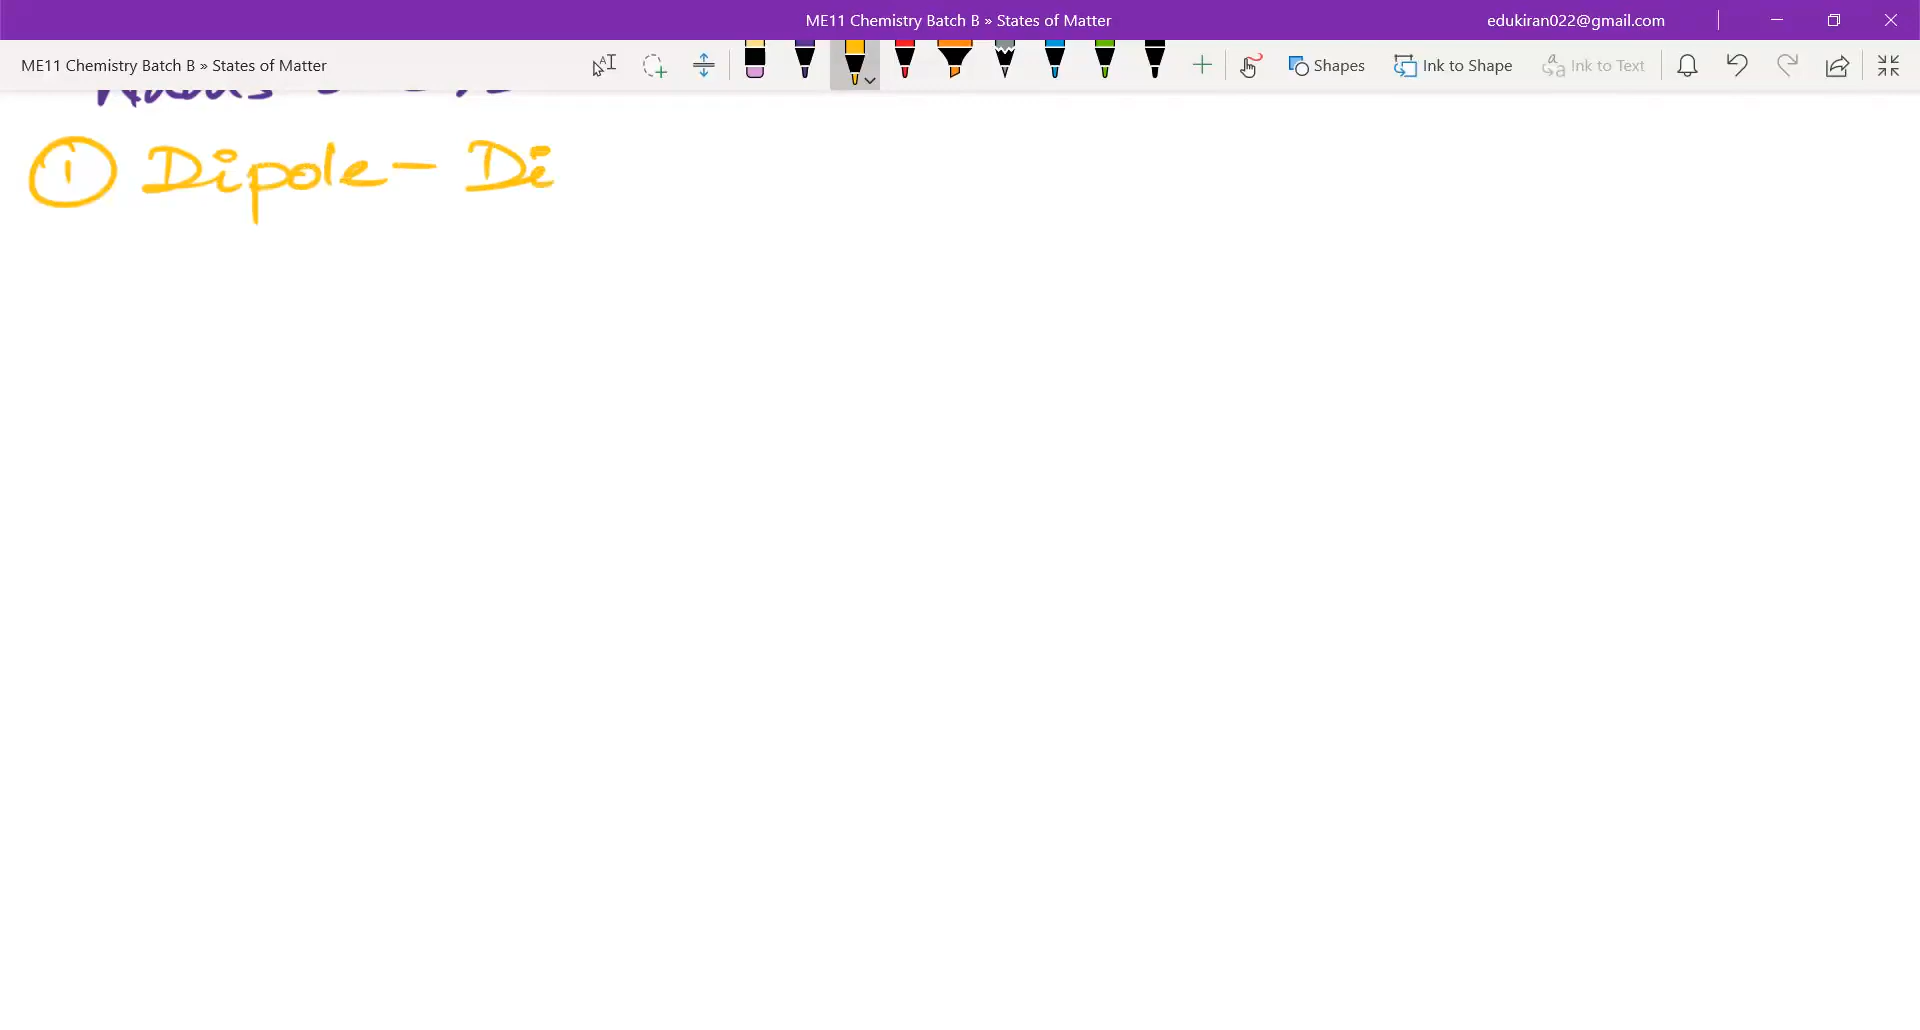 ME11 Chemistry Batch B » States of Matter
edukiran022@gmail.com
ME11 Chemistry Batch B » States of Matter
Shapes
Ink to Shape
Ink to Text
① Dipole - Di